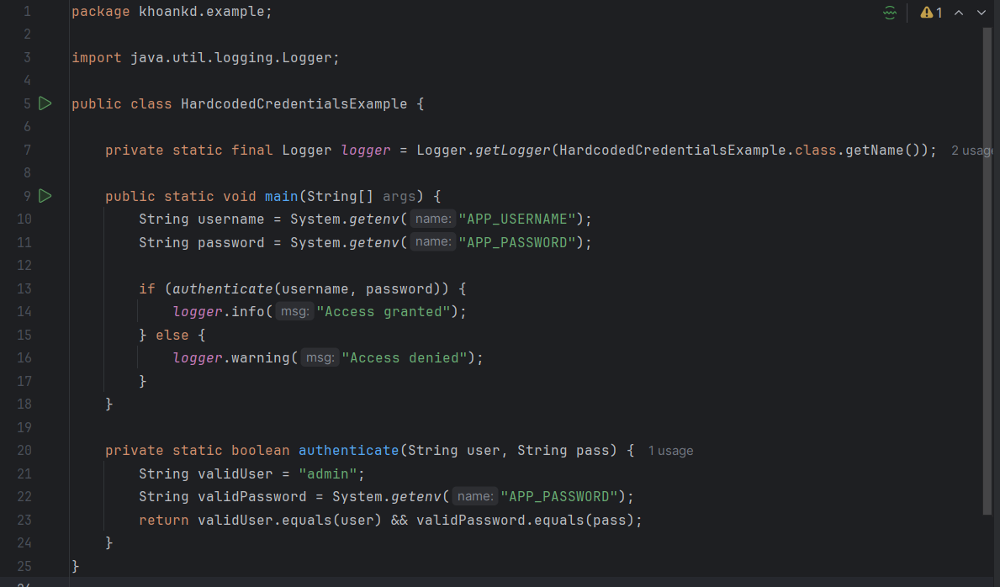 1 package khoankd.example;
1
2
3 import java.util.logging.Logger;
4
5 public class HardcodedCredentialsExample {
6
7 private static final Logger logger = Logger.getLogger(HardcodedCredentialsExample.class.getName()); 2 usage
8
9 public static void main(String[] args) {
10 String username = System.getenv( name: "APP_USERNAME");
11 String password = System.getenv( name: "APP_PASSWORD");
12
13 if (authenticate(username, password)) {
14 logger.info( msg: "Access granted");
15 } else {
16 logger.warning( msg: "Access denied");
17 }
18 }
19
20 private static boolean authenticate(String user, String pass) { 1 usage
21 String validUser = "admin";
22 String validPassword = System.getenv( name: "APP_PASSWORD");
23 return validUser.equals(user) && validPassword.equals(pass);
24 }
25 }